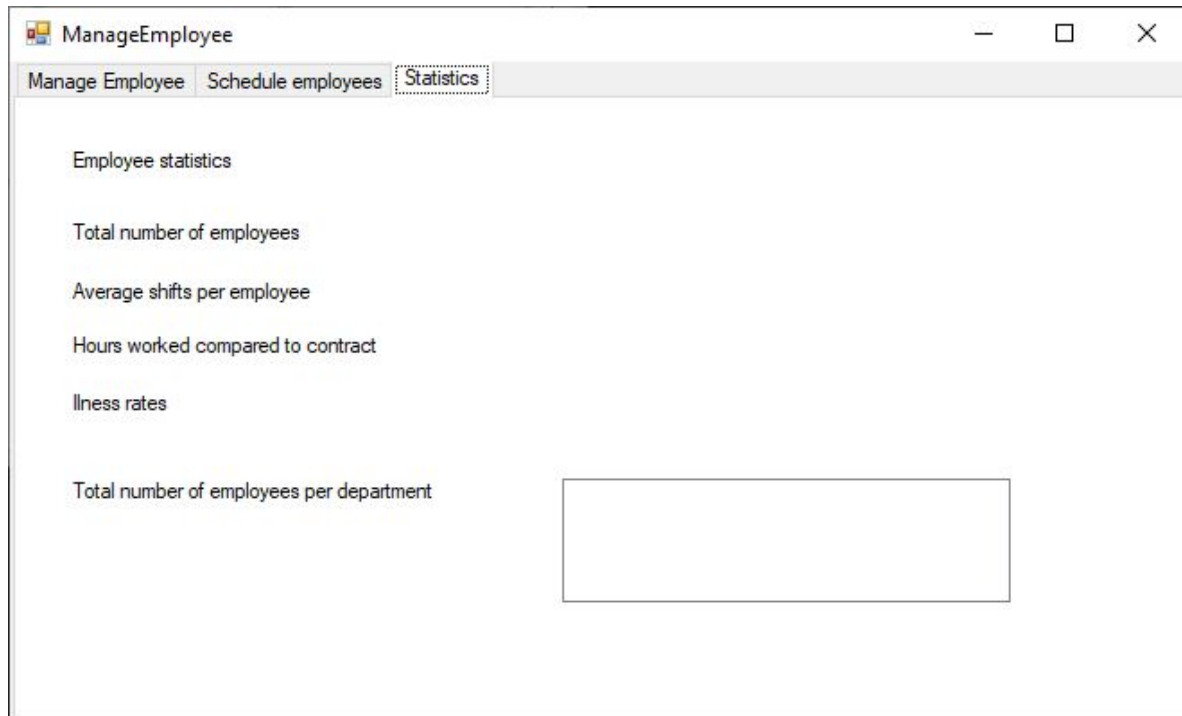 ManageEmployee
Manage Employee Schedule employees Statistics
Employee statistics
Total number of employees
Average shifts per employee
Hours worked compared to contract
Ilness rates
Total number of employees per department